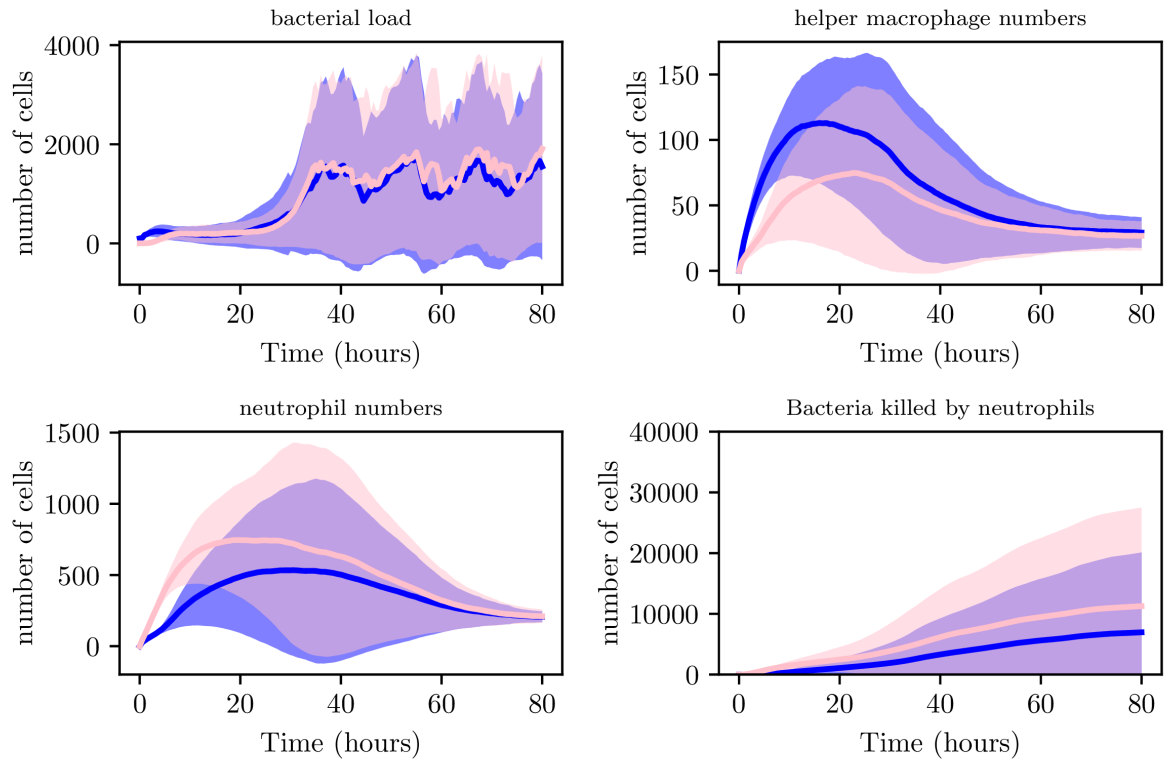 bacterial load
number of cells
4000
2000
0
0 20 40 60 80
Time (hours)
helper macrophage numbers
number of cells
150
100
50
0
0 20 40 60 80
Time (hours)
neutrophil numbers
number of cells
1500
1000
500
0
0 20 40 60 80
Time (hours)
Bacteria killed by neutrophils
number of cells
40000
30000
20000
10000
0
0 20 40 60 80
Time (hours)